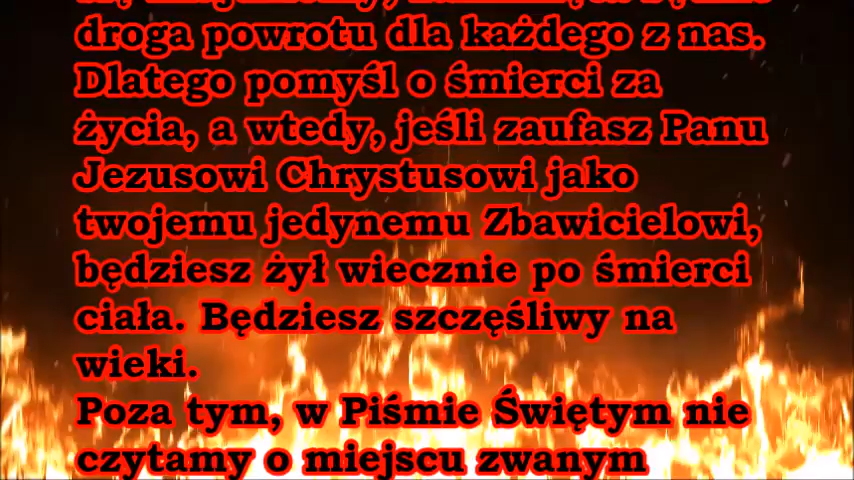 droga powrotu dla każdego z nas.
Dlatego pomyśl o śmierci za
życia, a wtedy, jeśli zaufasz Panu
Jezusowi Chrystusowi jako
twojemu jedynemu Zbawicielowi,
będziesz żył wiecznie po śmierci
ciała. Będziesz szczęśliwy na
wieki.
Poza tym, w Piśmie Świętym nie
czytamy o miejscu zwanym